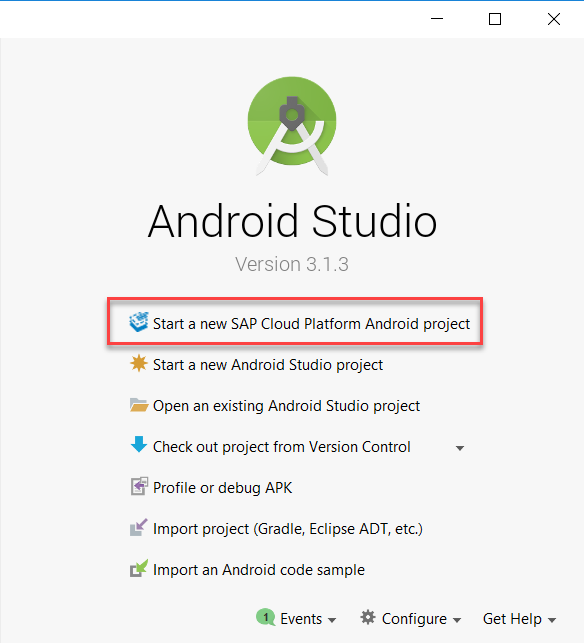 Android Studio
Version 3.1.3
Start a new SAP Cloud Platform Android project
Start a new Android Studio project
Open an existing Android Studio project
Check out project from Version Control
Profile or debug APK
Import project (Gradle, Eclipse ADT, etc.)
Import an Android code sample
1 Events Configure Get Help